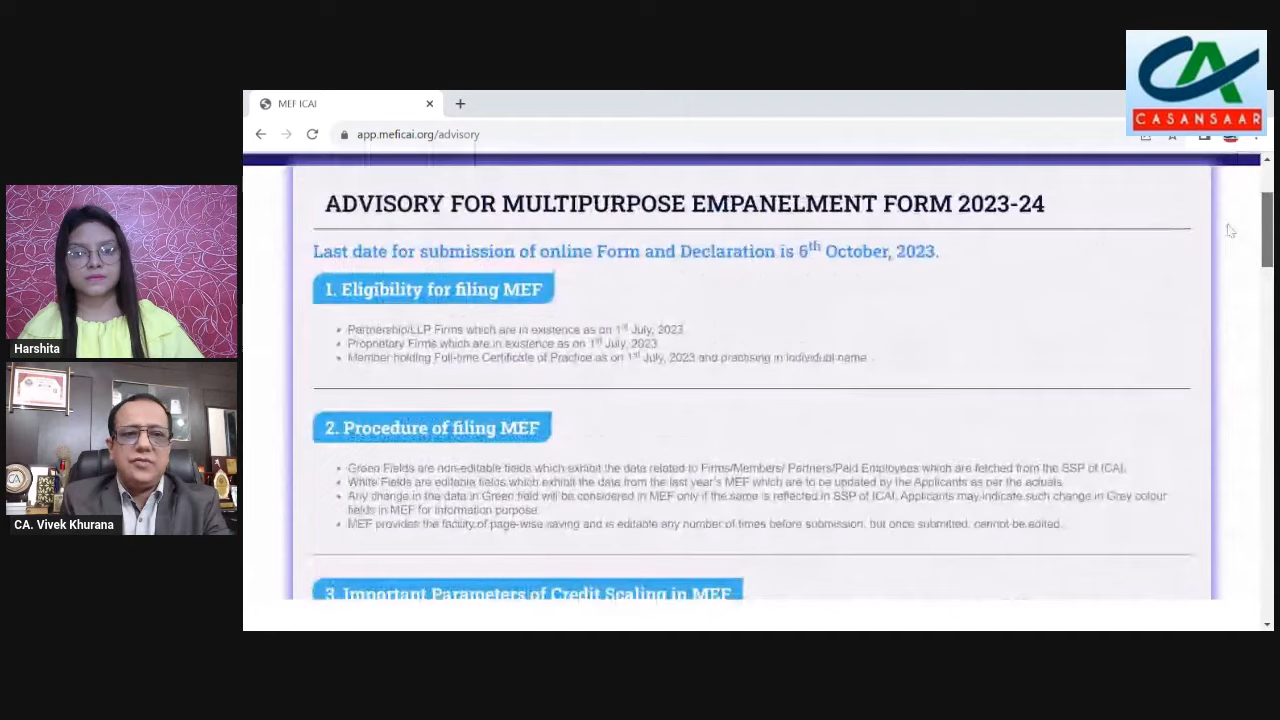 CASANSAAR
MEF ICAI
app.meficai.org/advisory
ADVISORY FOR MULTIPURPOSE EMPANELMENT FORM 2023-24
Last date for submission of online Form and Declaration is 6th October, 2023.
1. Eligibility for filing MEF
Partnership/LLP Firms which are in existence as on 1st July, 2023
Proprietary Firms which are in existence as on 1st July, 2023
Member holding Full-time Certificate of Practice as on 1st July, 2023 and practising in individual name
2. Procedure of filing MEF
Green Fields are non-editable fields which exhibit the data related to Firms/Members/ Partners/Paid Employees which are fetched from the SSP of ICAI.
White Fields are editable fields which exhibit the data from the last year's MEF which are to be updated by the Applicants as per the actuals.
Any change in the data in Green field will be considered in MEF only if the same is reflected in SSP of ICAI. Applicants may indicate such change in Grey colour
fields in MEF for information purpose.
MEF provides the faculty of page-wise saving and is editable any number of times before submission, but once submitted, cannot be edited.
3. Important Parameters of Credit Scaling in MEF
Harshita
CA. Vivek Khurana